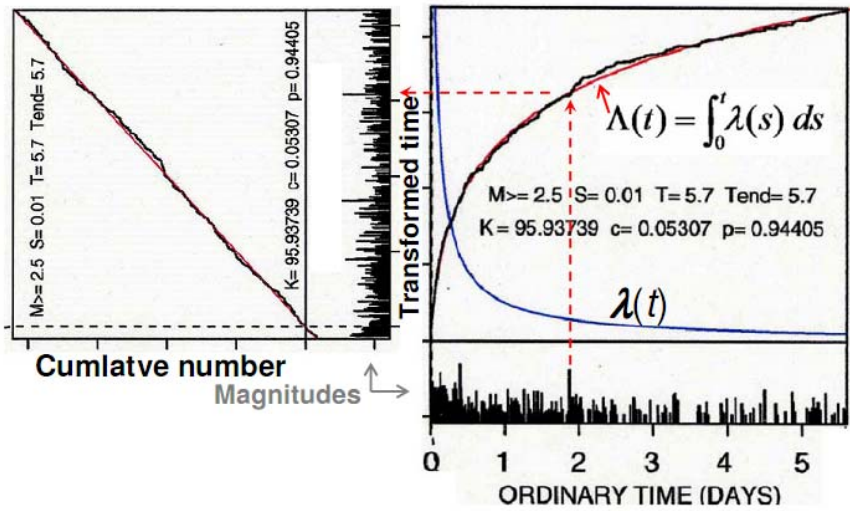 M>= 2.5 S= 0.01 T= 5.7 Tend= 5.7
K= 95.93739 c= 0.05307 p= 0.94405
Cumlatve number
Magnitudes
Transformed time
Λ(t) = ∫₀ᵗ λ(s) ds
M>= 2.5 S= 0.01 T= 5.7 Tend= 5.7
K= 95.93739 c= 0.05307 p= 0.94405
λ(t)
0 1 2 3 4 5
ORDINARY TIME (DAYS)